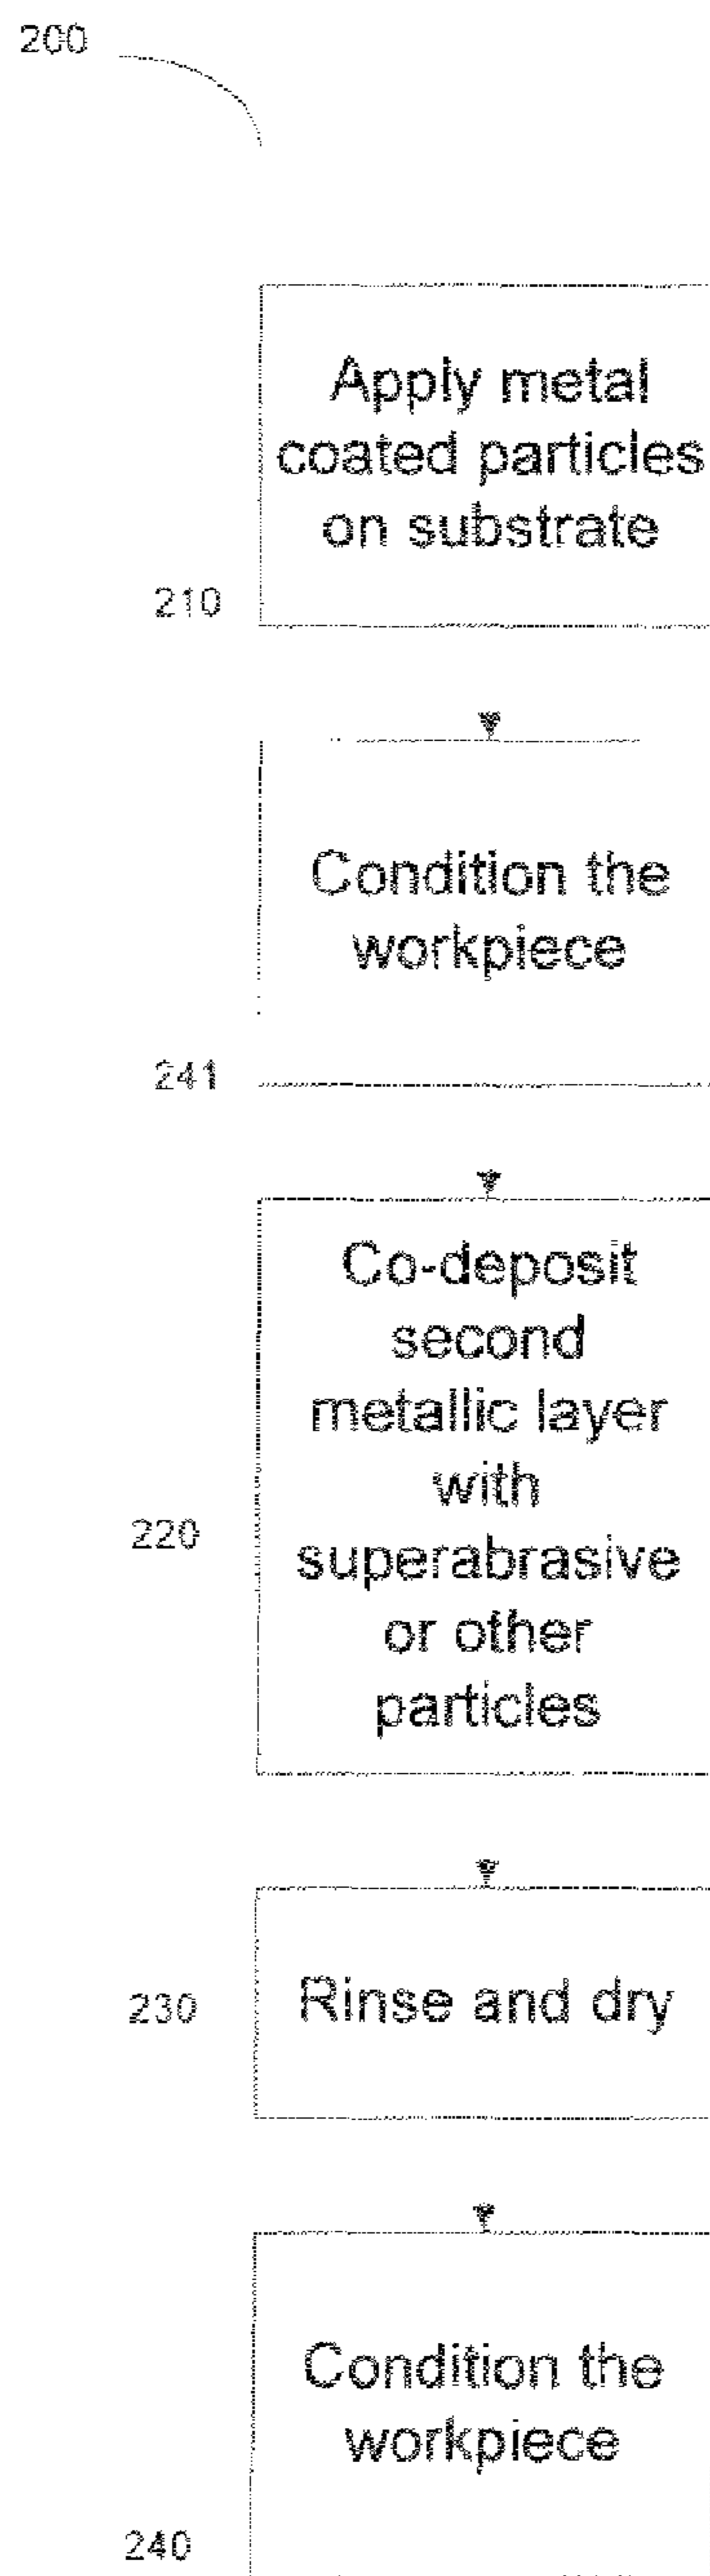 200
Apply metal
coated particles
on substrate
210
Condition the
workpiece
241
Co-deposit
second
metallic layer
with
superabrasive
or other
particles
220
Rinse and dry
230
Condition the
workpiece
240